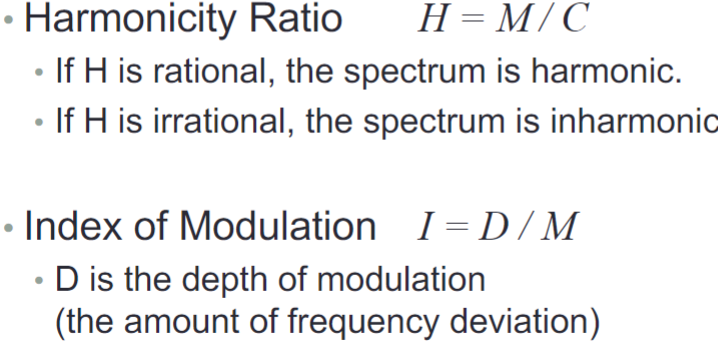 • Harmonicity Ratio H = M / C
• If H is rational, the spectrum is harmonic.
• If H is irrational, the spectrum is inharmonic
• Index of Modulation I = D / M
• D is the depth of modulation
(the amount of frequency deviation)